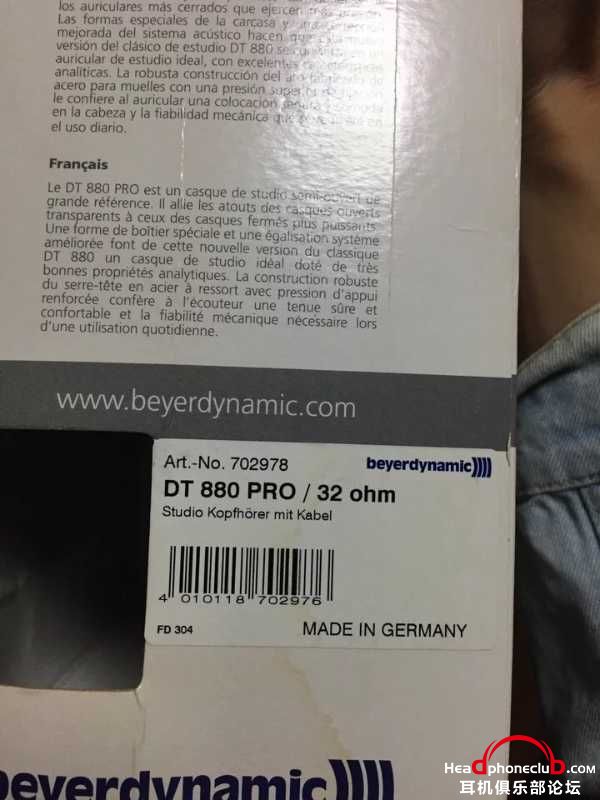 los auriculares más cerrados que ejercen
Las formas especiales de la carcasa y
mejorada del sistema acústico hacen que
versión del clásico de estudio DT 880 se
auricular de estudio ideal, con excelentes
analíticas. La robusta construcción del
acero para muelles con una presión
le confiere al auricular una colocación
en la cabeza y la fiabilidad mecánica
el uso diario.
Français
Le DT 880 PRO est un casque de studio semi-ouvert de
grande référence. Il allie les atouts des casques ouverts
transparents à ceux des casques fermés plus puissants.
Une forme de boîtier spéciale et une égalisation système
améliorée font de cette nouvelle version du classique
DT 880 un casque de studio idéal doté de très
bonnes propriétés analytiques. La construction robuste
du serre-tête en acier à ressort avec pression d'appui
renforcée confère à l'écouteur une tenue sûre et
confortable et la fiabilité mécanique nécessaire lors
d'une utilisation quotidienne.
www.beyerdynamic.com
Art.-No. 702978
beyerdynamic
DT 880 PRO / 32 ohm
Studio Kopfhörer mit Kabel
4 010118 702976
FD 304
MADE IN GERMANY
beyerdynamic
Headphoneclub.com
耳机俱乐部论坛